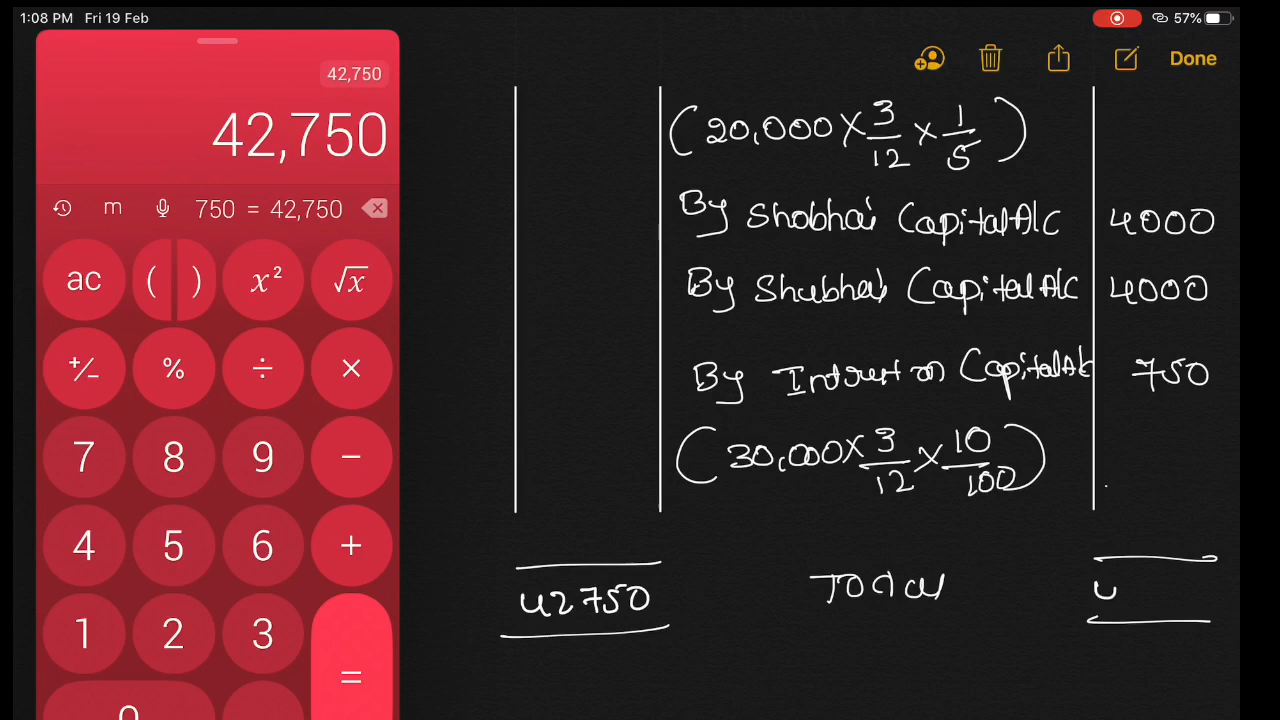 1:08 PM Fri 19 Feb
57%
42,750
42,750
m 750 = 42,750
ac ( ) x² √x
+/− % ÷ ×
7 8 9 −
4 5 6 +
1 2 3 =
0
Done
(20,000 × 3/12 × 1/5)
By Shobha's Capital A/c 4000
By Shubha's Capital A/c 4000
By Intrest on Capital A/c 750
(30,000 × 3/12 × 10/100)
42750 Total 4